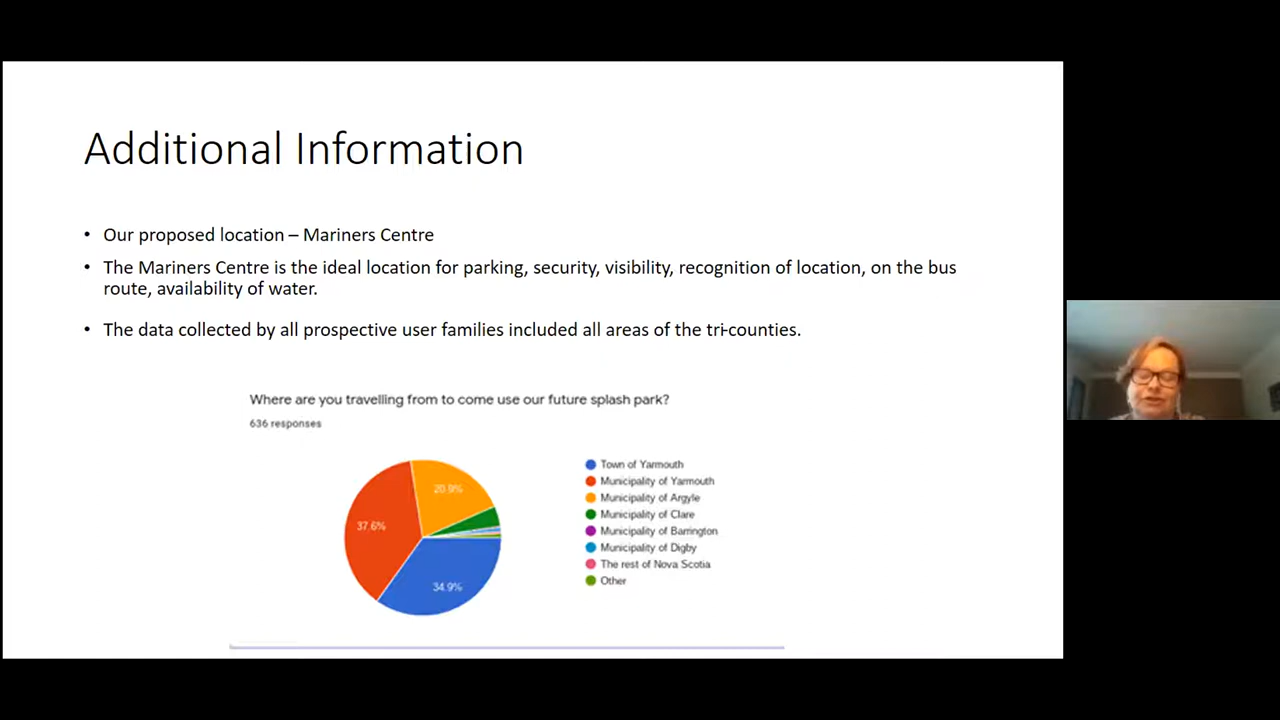 Additional Information
• Our proposed location – Mariners Centre
• The Mariners Centre is the ideal location for parking, security, visibility, recognition of location, on the bus
route, availability of water.
• The data collected by all prospective user families included all areas of the tri-counties.
Where are you travelling from to come use our future splash park?
636 responses
20.9%
37.6%
34.9%
Town of Yarmouth
Municipality of Yarmouth
Municipality of Argyle
Municipality of Clare
Municipality of Barrington
Municipality of Digby
The rest of Nova Scotia
Other